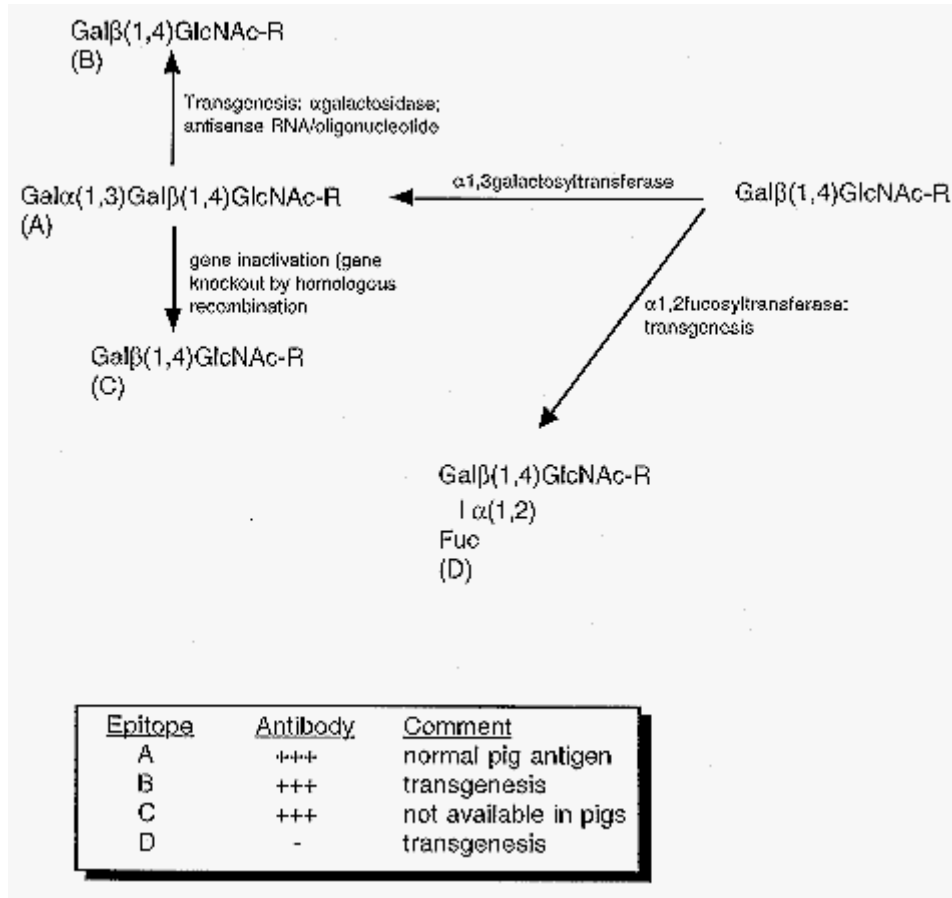 Galβ(1,4)GlcNAc-R
(B)
Transgenesis: αgalactosidase;
antisense RNA/oligonucleotide
α1,3galactosyltransferase
Galα(1,3)Galβ(1,4)GlcNAc-R
(A)
Galβ(1,4)GlcNAc-R
gene inactivation (gene
knockout by homologous
recombination
α1,2fucosyltransferase:
transgenesis
Galβ(1,4)GlcNAc-R
(C)
Galβ(1,4)GlcNAc-R
| α(1,2)
Fuc
(D)
Epitope Antibody Comment
A +++ normal pig antigen
B +++ transgenesis
C +++ not available in pigs
D - transgenesis